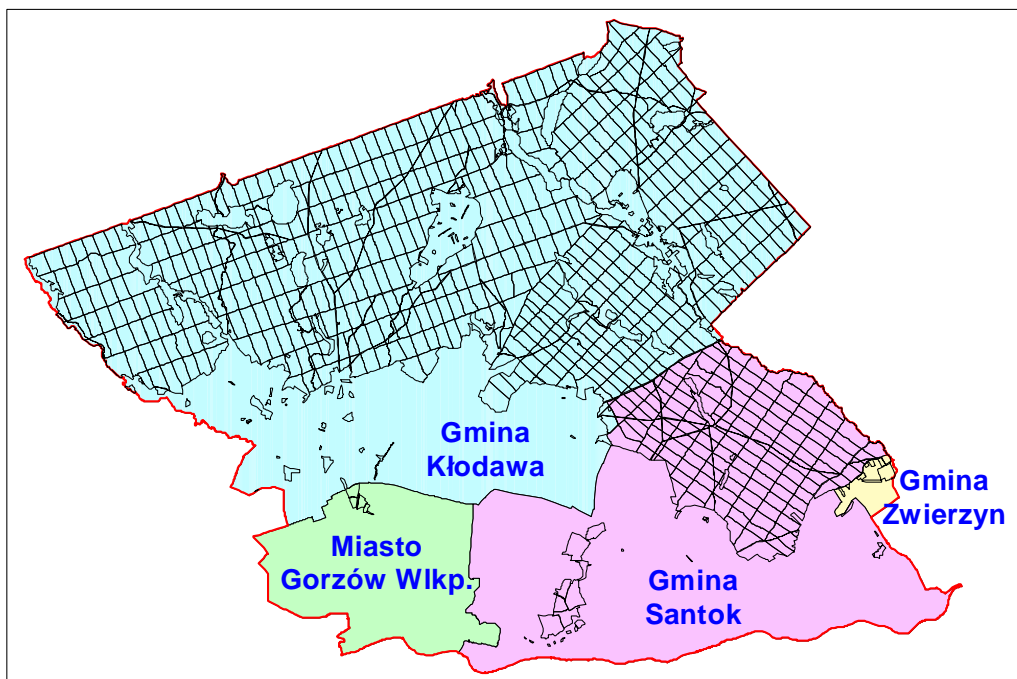 Gmina
Kłodawa
Gmina
Zwierzyn
Miasto
Gorzów Wlkp.
Gmina
Santok